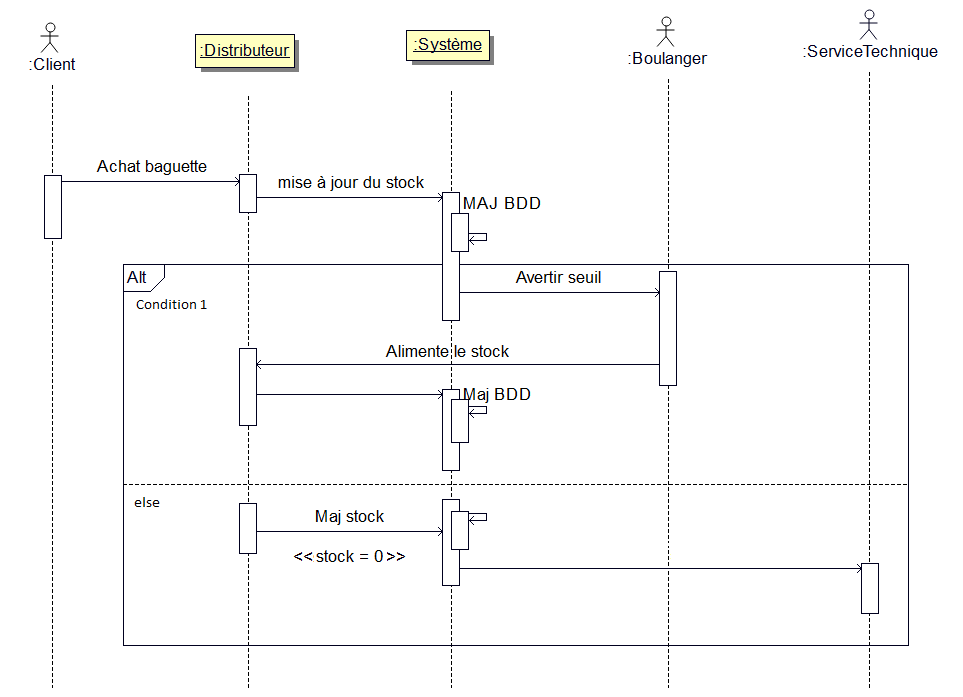 :Client
:Distributeur
:Système
:Boulanger
:ServiceTechnique
Achat baguette
mise à jour du stock
MAJ BDD
Alt
Avertir seuil
Condition 1
Alimente le stock
Maj BDD
else
Maj stock
<<stock = 0>>